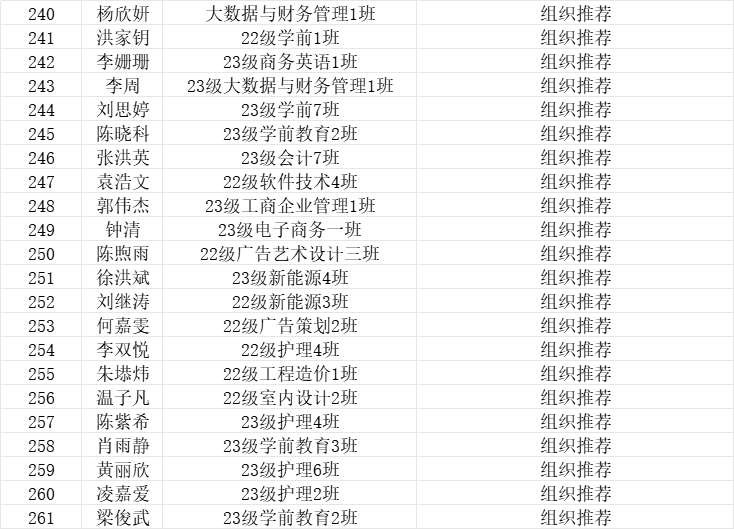 240 杨欣妍 大数据与财务管理1班 组织推荐
241 洪家钥 22级学前1班 组织推荐
242 李姗珊 23级商务英语1班 组织推荐
243 李周 23级大数据与财务管理1班 组织推荐
244 刘思婷 23级学前7班 组织推荐
245 陈晓科 23级学前教育2班 组织推荐
246 张洪英 23级会计7班 组织推荐
247 袁浩文 22级软件技术4班 组织推荐
248 郭伟杰 23级工商企业管理1班 组织推荐
249 钟清 23级电子商务一班 组织推荐
250 陈煦雨 22级广告艺术设计三班 组织推荐
251 徐洪斌 23级新能源4班 组织推荐
252 刘继涛 22级新能源3班 组织推荐
253 何嘉雯 22级广告策划2班 组织推荐
254 李双悦 22级护理4班 组织推荐
255 朱塨炜 22级工程造价1班 组织推荐
256 温子凡 22级室内设计2班 组织推荐
257 陈紫希 23级护理4班 组织推荐
258 肖雨静 23级学前教育3班 组织推荐
259 黄丽欣 23级护理6班 组织推荐
260 凌嘉爱 23级护理2班 组织推荐
261 梁俊武 23级学前教育2班 组织推荐